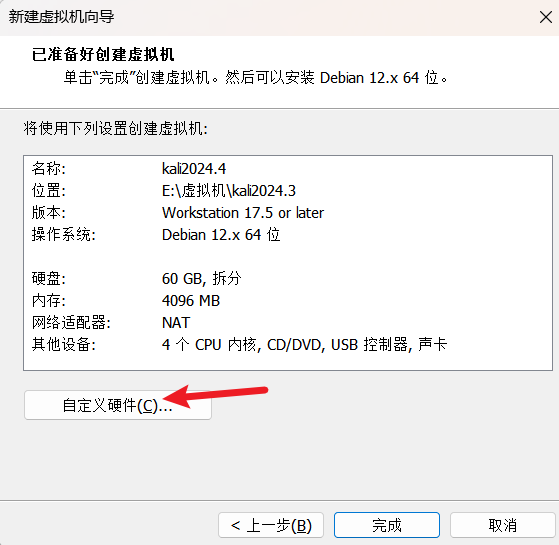 新建虚拟机向导
已准备好创建虚拟机
单击“完成”创建虚拟机。然后可以安装 Debian 12.x 64 位。
将使用下列设置创建虚拟机:
名称: kali2024.4
位置: E:\虚拟机\kali2024.3
版本: Workstation 17.5 or later
操作系统: Debian 12.x 64 位
硬盘: 60 GB, 拆分
内存: 4096 MB
网络适配器: NAT
其他设备: 4 个 CPU 内核, CD/DVD, USB 控制器, 声卡
自定义硬件(C)...
< 上一步(B) 完成 取消